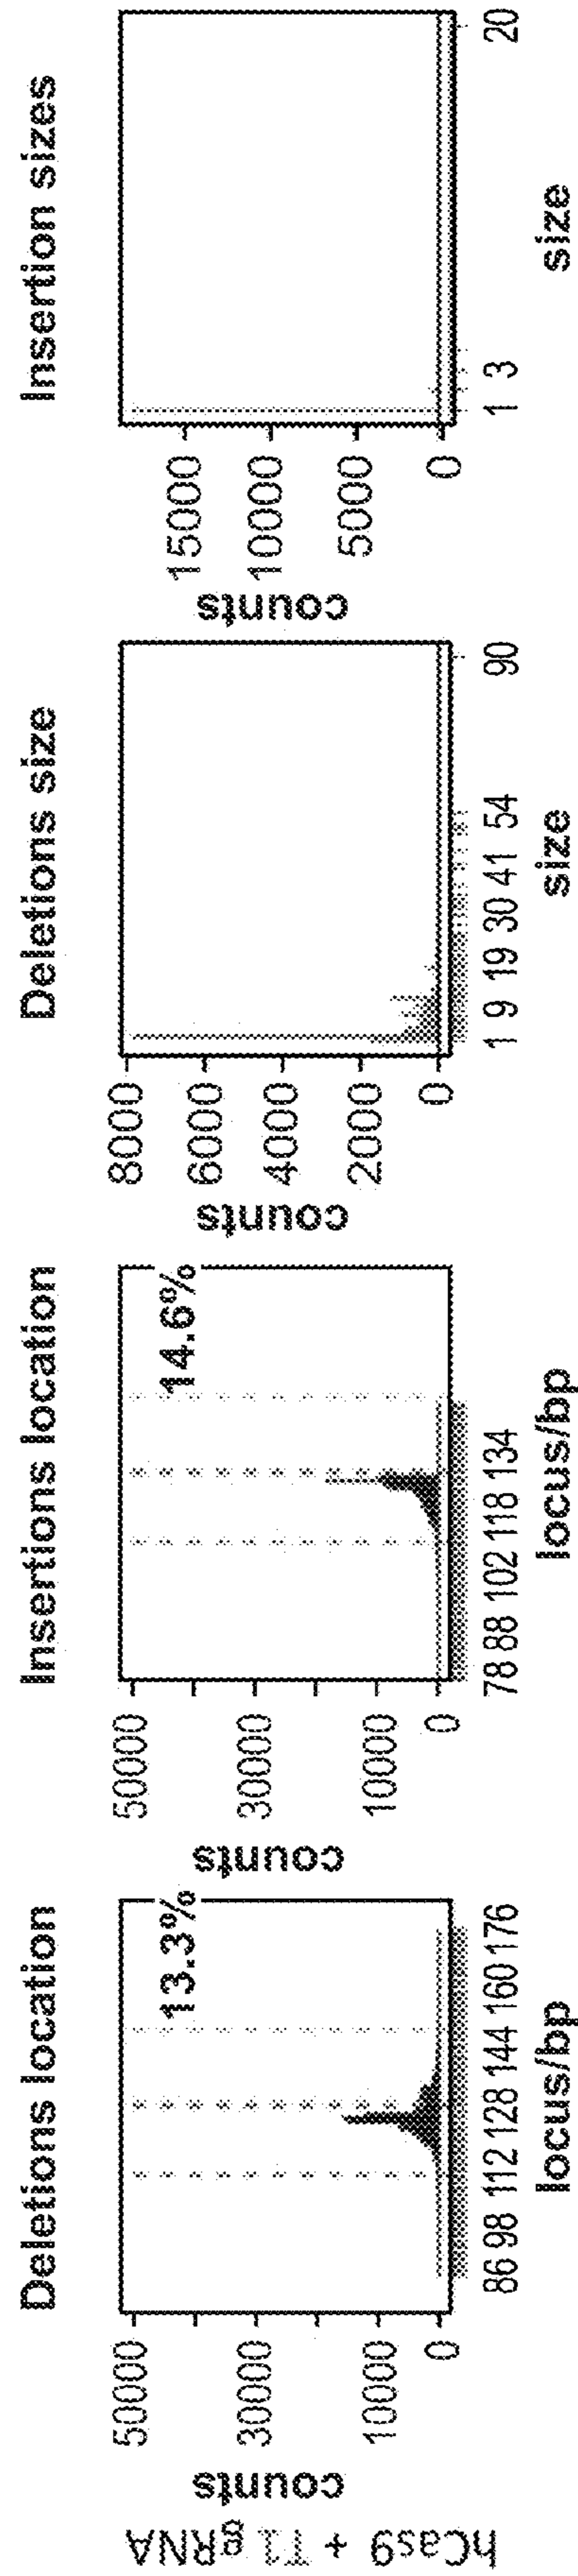 hCas9 + T1 gRNA
Deletions location
counts
50000
30000
10000
0
13.3%
86 98 112 128 144 160 176
locus/bp
Insertions location
counts
50000
30000
10000
0
14.6%
78 88 102 118 134
locus/bp
Deletions size
counts
8000
6000
4000
2000
0
1 9 19 30 41 54 90
size
Insertion sizes
counts
15000
10000
5000
0
1 3 20
size